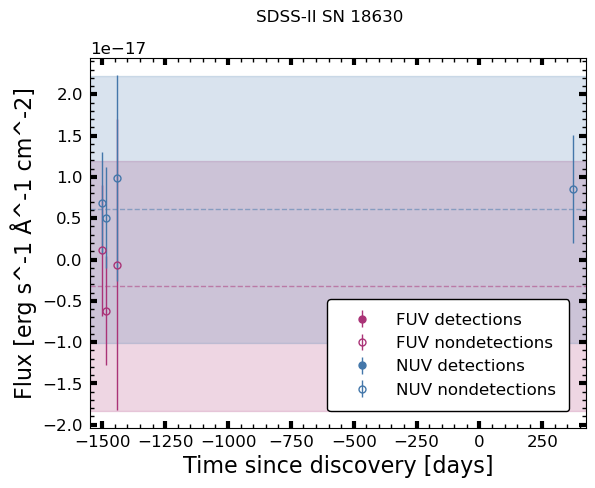 SDSS-II SN 18630
1e−17
2.0
1.5
1.0
0.5
0.0
−0.5
−1.0
−1.5
−2.0
Flux [erg s^-1 Å^-1 cm^-2]
FUV detections
FUV nondetections
NUV detections
NUV nondetections
−1500 −1250 −1000 −750 −500 −250 0 250
Time since discovery [days]